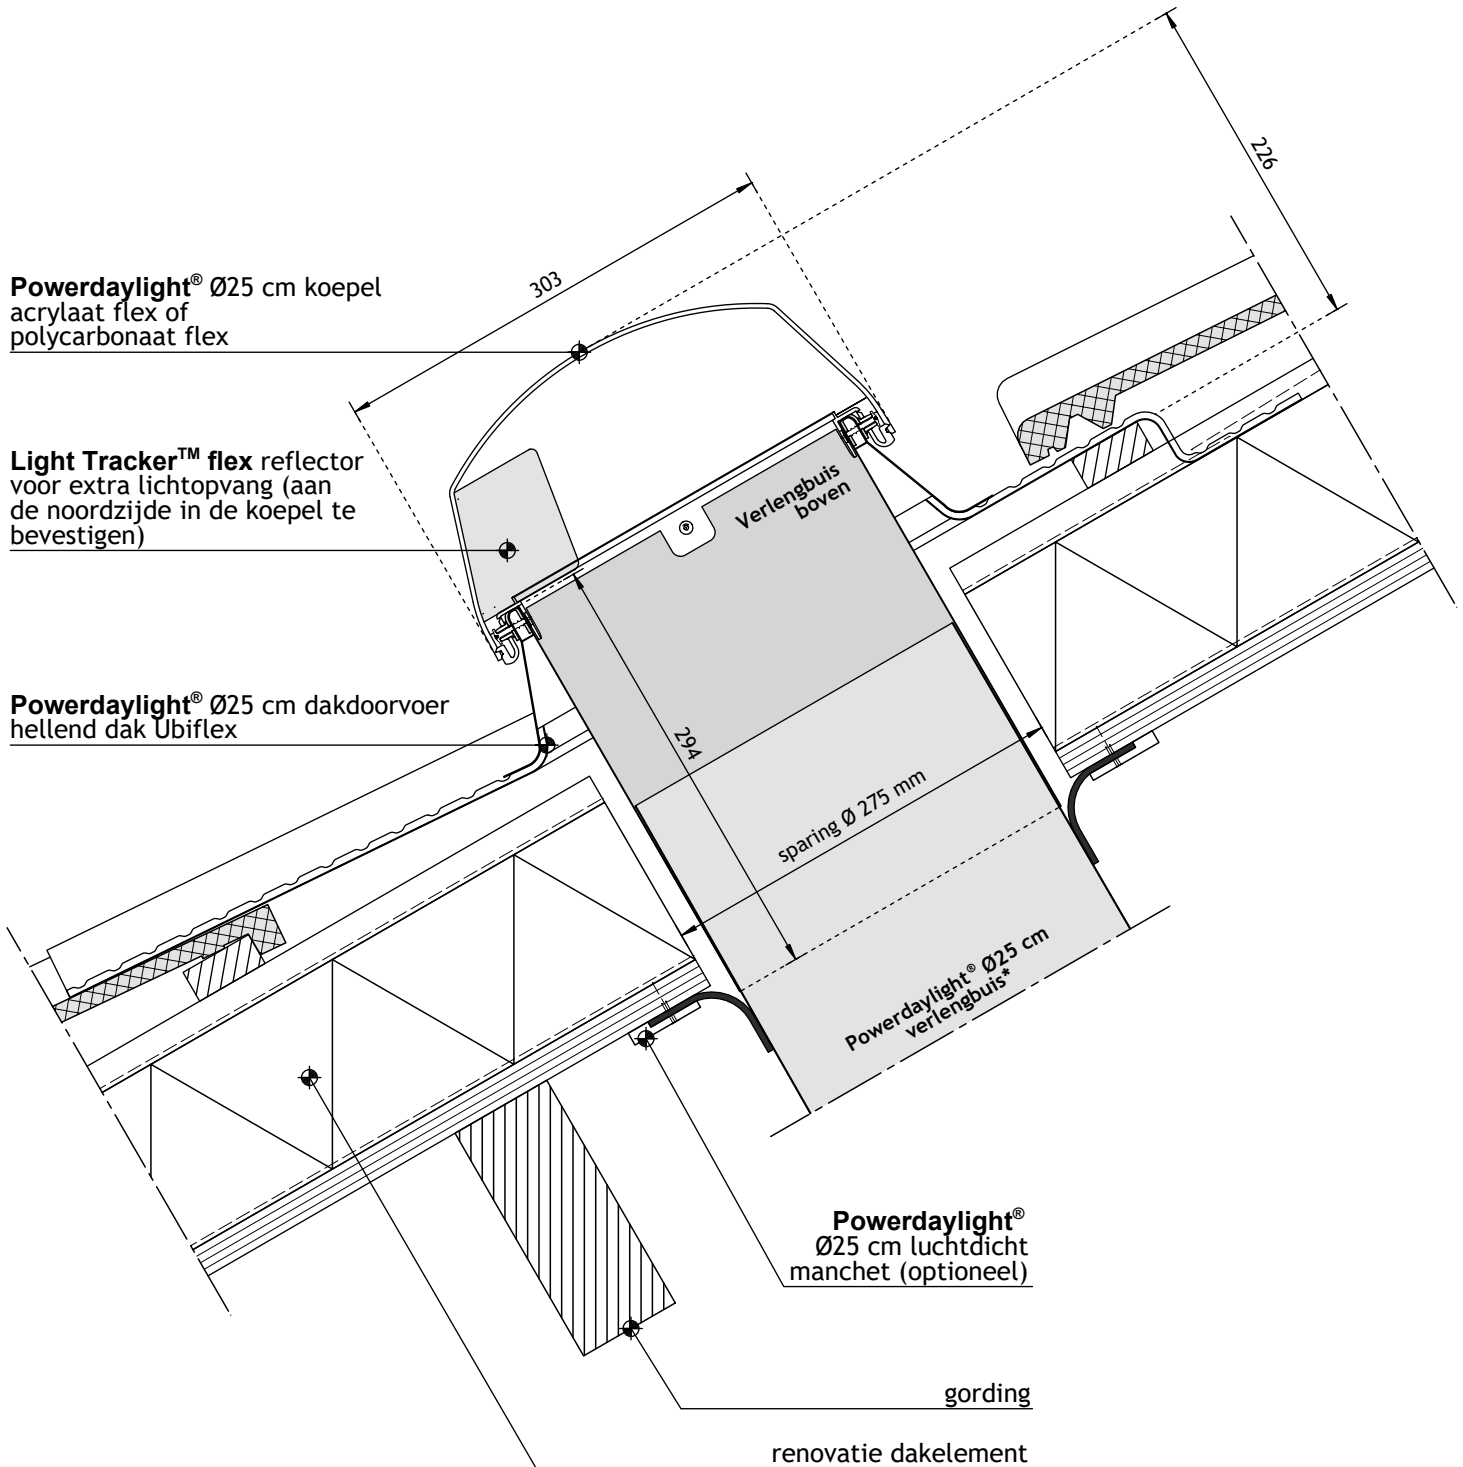 226
303
Powerdaylight® Ø25 cm koepel
acrylaat flex of
polycarbonaat flex
Light Tracker™ flex reflector
voor extra lichtopvang (aan
de noordzijde in de koepel te
bevestigen)
Verlengbuis
boven
Powerdaylight® Ø25 cm dakdoorvoer
hellend dak Ubiflex
294
sparing Ø 275 mm
Powerdaylight® Ø25 cm
verlengbuis*
Powerdaylight®
Ø25 cm luchtdicht
manchet (optioneel)
gording
renovatie dakelement